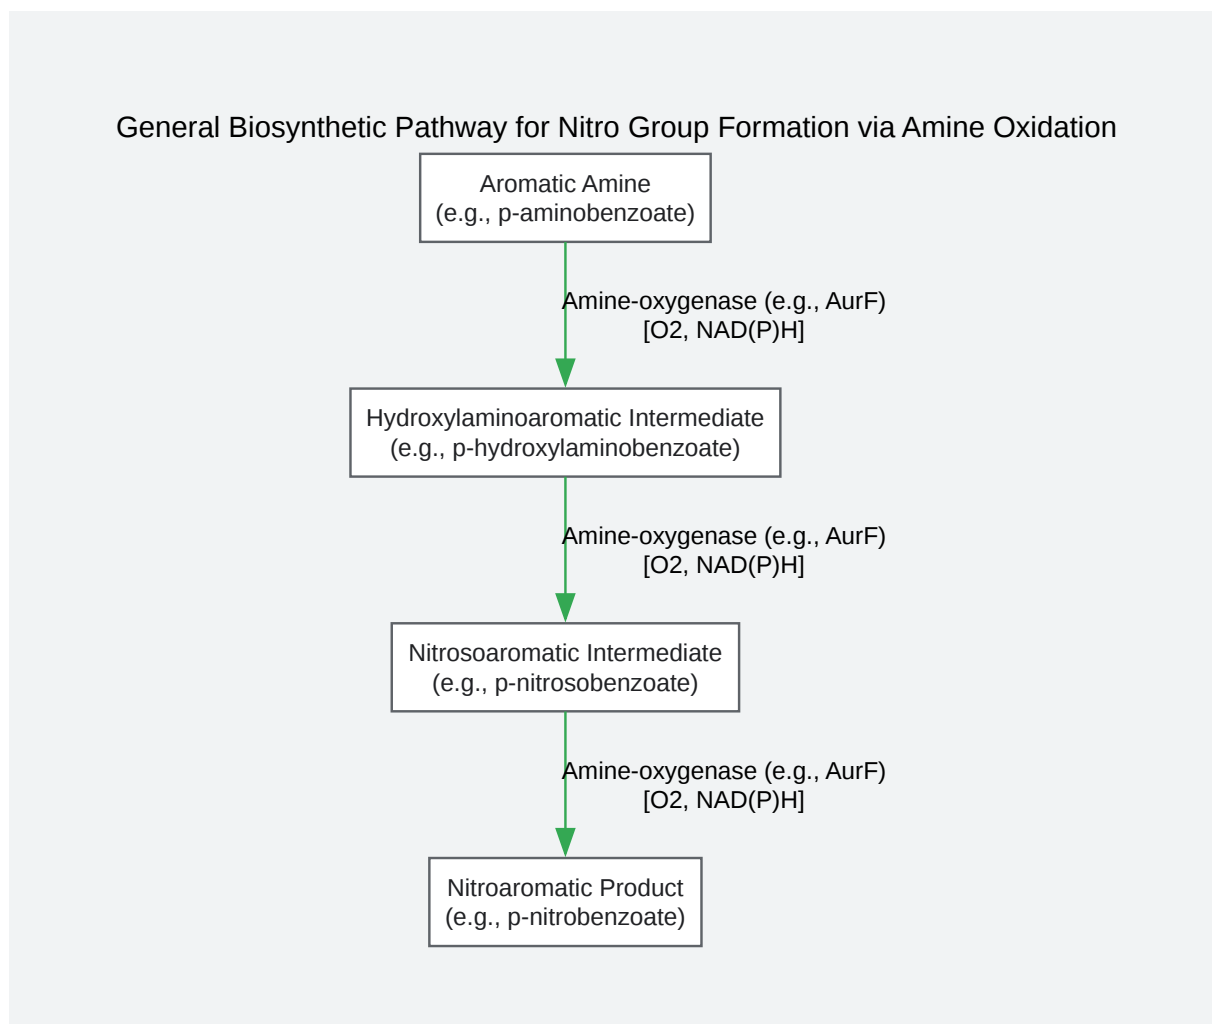 General Biosynthetic Pathway for Nitro Group Formation via Amine Oxidation
Aromatic Amine
(e.g., p-aminobenzoate)
Amine-oxygenase (e.g., AurF)
[O2, NAD(P)H]
Hydroxylaminoaromatic Intermediate
(e.g., p-hydroxylaminobenzoate)
Amine-oxygenase (e.g., AurF)
[O2, NAD(P)H]
Nitrosoaromatic Intermediate
(e.g., p-nitrosobenzoate)
Amine-oxygenase (e.g., AurF)
[O2, NAD(P)H]
Nitroaromatic Product
(e.g., p-nitrobenzoate)